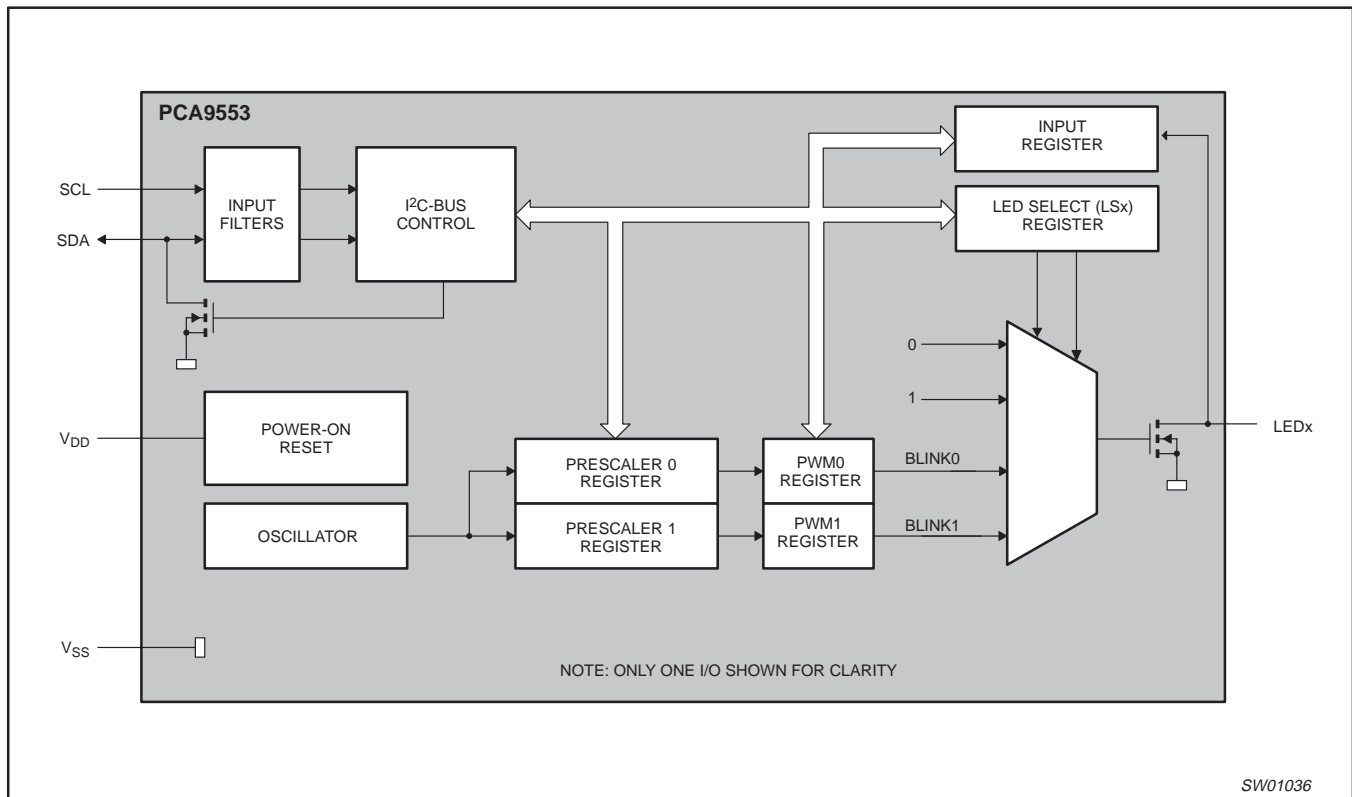 PCA9553
SCL
SDA
INPUT
FILTERS
I²C-BUS
CONTROL
INPUT
REGISTER
LED SELECT (LSx)
REGISTER
0
1
V_DD
POWER-ON
RESET
OSCILLATOR
PRESCALER 0
REGISTER
PRESCALER 1
REGISTER
PWM0
REGISTER
PWM1
REGISTER
BLINK0
BLINK1
LEDx
V_SS
NOTE: ONLY ONE I/O SHOWN FOR CLARITY
SW01036